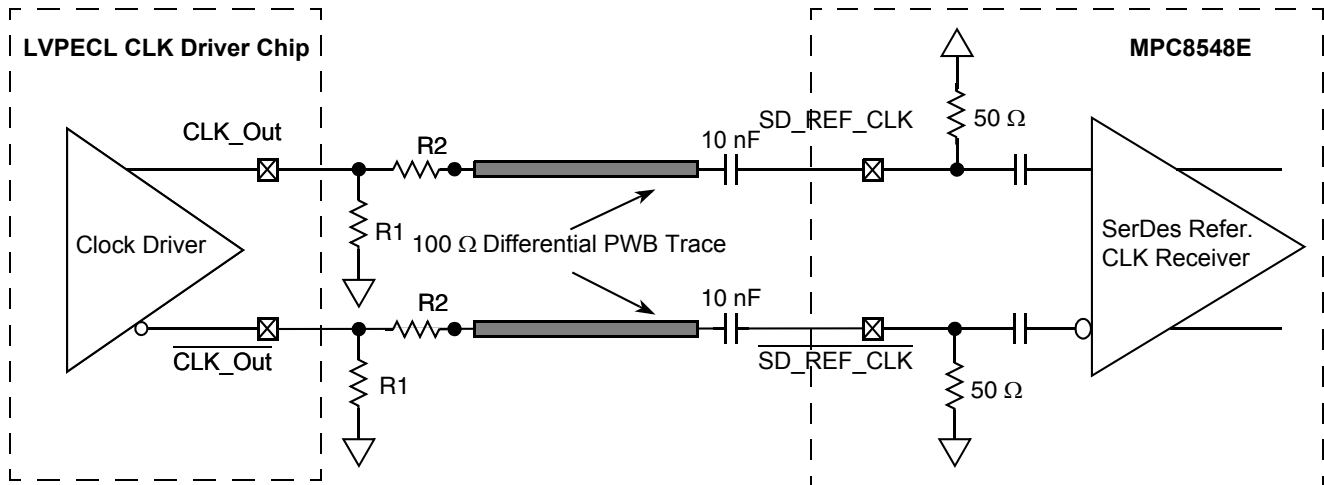 LVPECL CLK Driver Chip
MPC8548E
CLK_Out
R2
10 nF
SD_REF_CLK
50 Ω
R1
100 Ω Differential PWB Trace
Clock Driver
SerDes Refer.
CLK Receiver
R2
10 nF
CLK_Out
SD_REF_CLK
R1
50 Ω